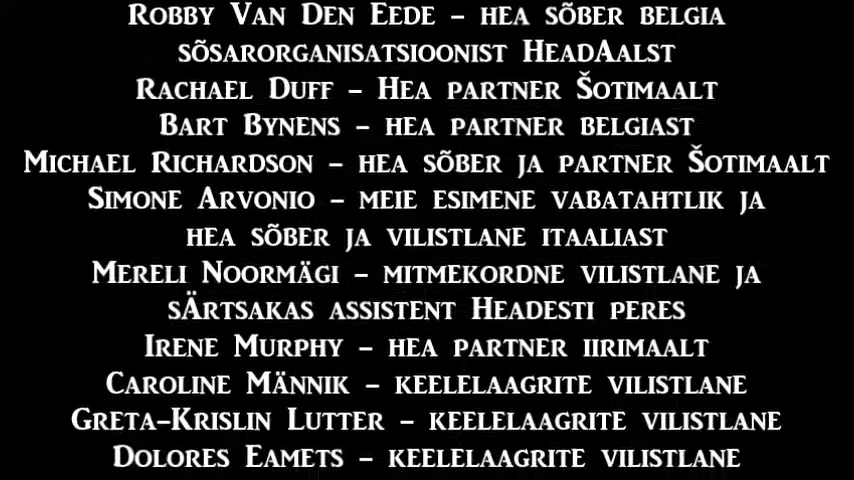 Robby Van Den Eede – hea sõber belgia
sõsarorganisatsioonist HeadAalst
Rachael Duff – Hea partner Šotimaalt
Bart Bynens – hea partner belgiast
Michael Richardson – hea sõber ja partner Šotimaalt
Simone Arvonio – meie esimene vabatahtlik ja
hea sõber ja vilistlane itaaliast
Mereli Noormägi – mitmekordne vilistlane ja
sÄrtsakas assistent Headesti peres
Irene Murphy – hea partner iirimaalt
Caroline Männik – keelelaagrite vilistlane
Greta-Krislin Lutter – keelelaagrite vilistlane
Dolores Eamets – keelelaagrite vilistlane